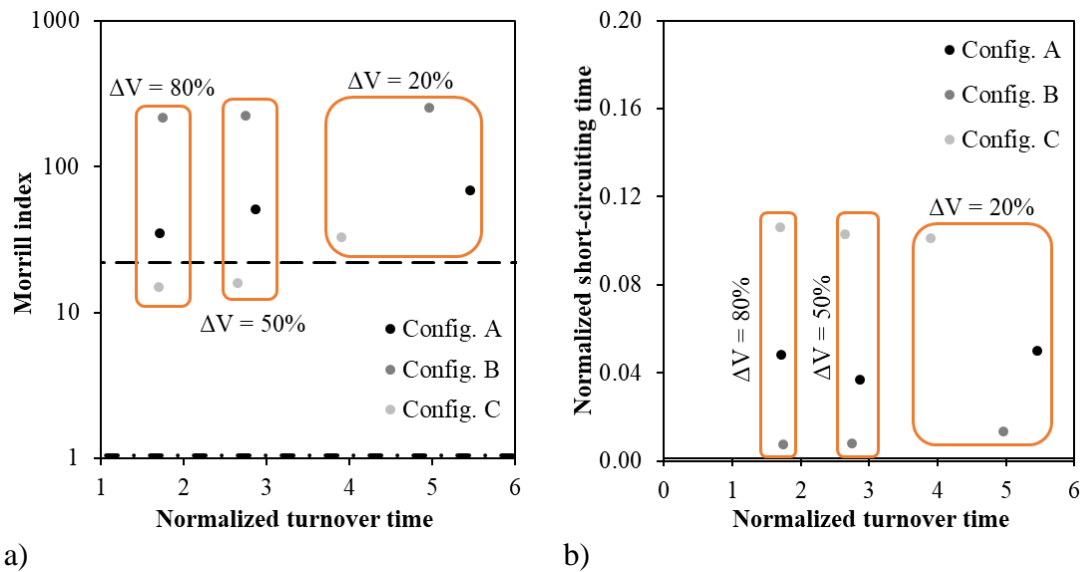 1000
100
10
1
Morrill index
ΔV = 80%
ΔV = 20%
ΔV = 50%
Config. A
Config. B
Config. C
1 2 3 4 5 6
Normalized turnover time
a)
0.20
0.16
0.12
0.08
0.04
0.00
Normalized short-circuiting time
Config. A
Config. B
Config. C
ΔV = 20%
ΔV = 80%
ΔV = 50%
0 1 2 3 4 5 6
Normalized turnover time
b)